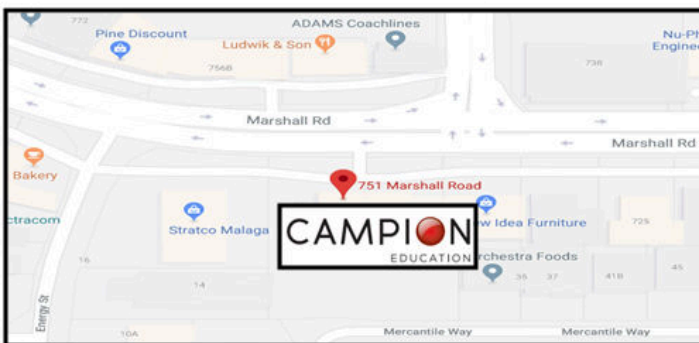 772
ADAMS Coachlines
Pine Discount
Ludwik & Son
Nu-Ph
Enginee
756B
738
Marshall Rd
Marshall Rd
Bakery
751 Marshall Road
ctracom
Stratco Malaga
ew Idea Furniture
725
CAMPION
EDUCATION
rchestra Foods
16
14
35
37
41B
45
Energy St
10A
Mercantile Way
Mercantile Way